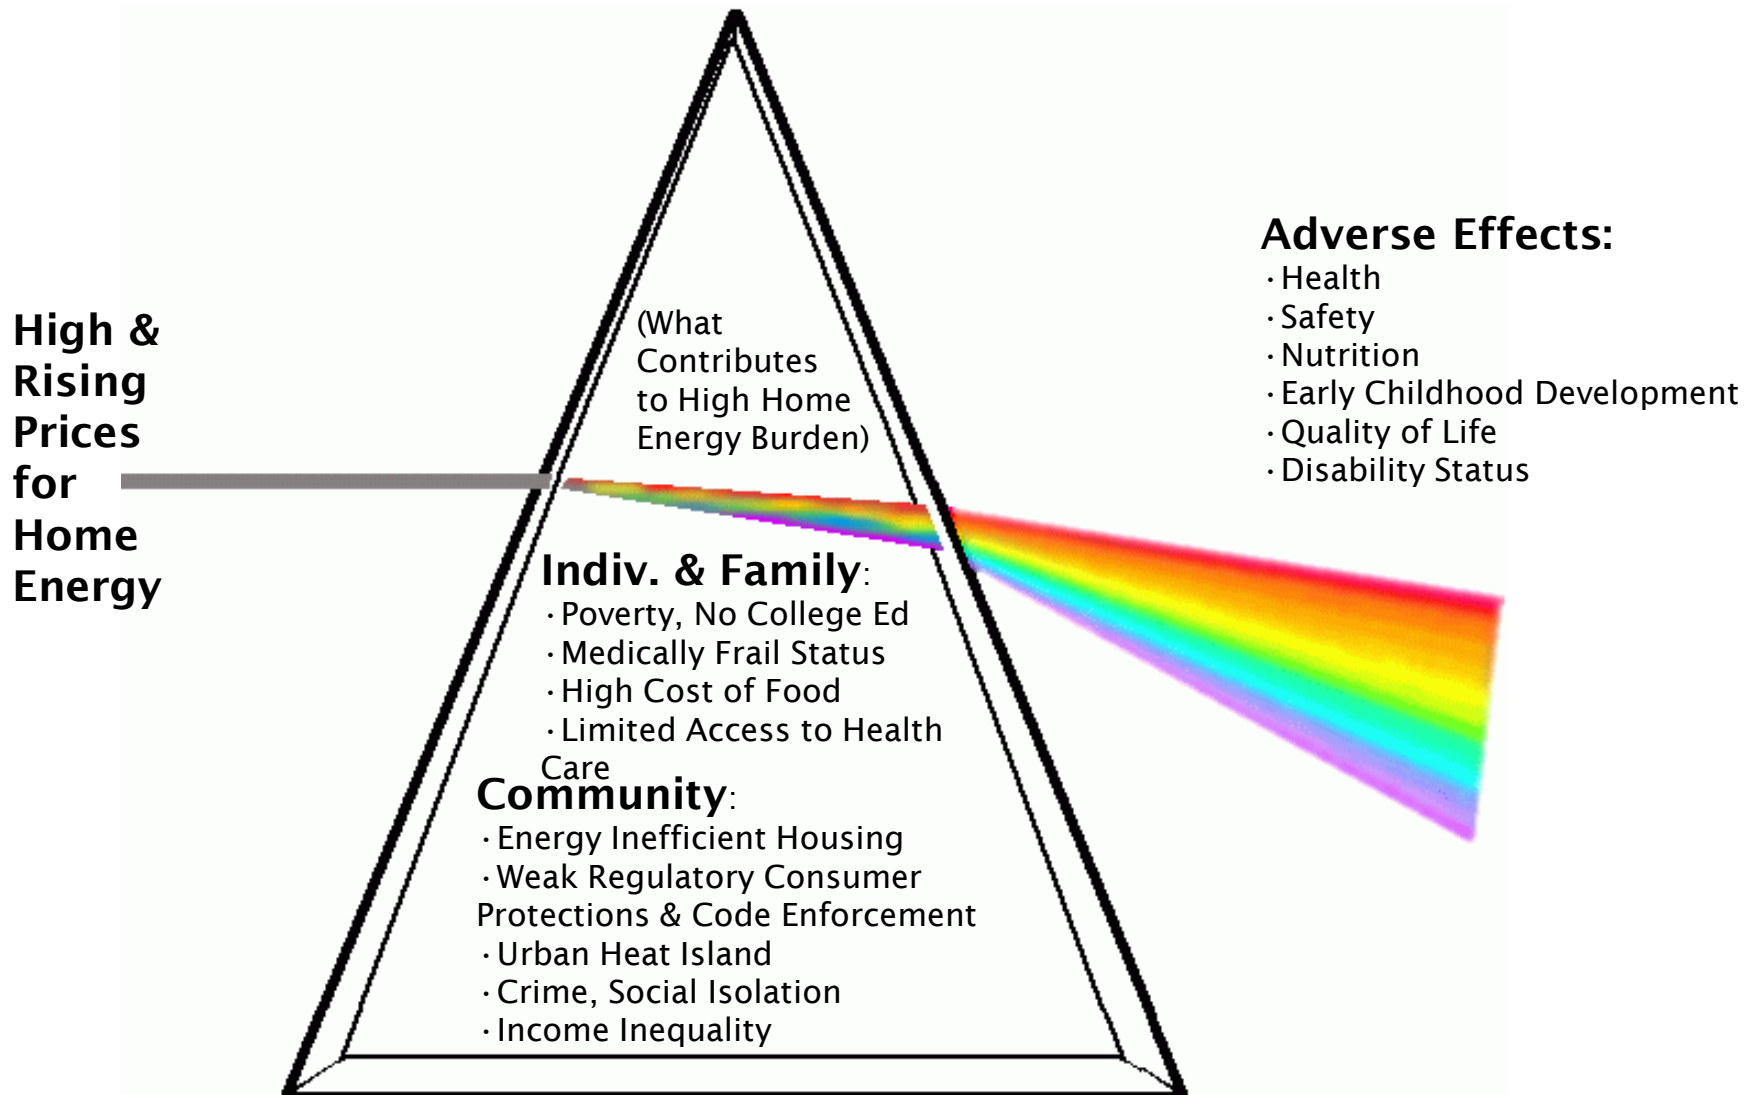 High &
Rising
Prices
for
Home
Energy
(What
Contributes
to High Home
Energy Burden)
Indiv. & Family:
·Poverty, No College Ed
·Medically Frail Status
·High Cost of Food
·Limited Access to Health
Care
Community:
·Energy Inefficient Housing
·Weak Regulatory Consumer
Protections & Code Enforcement
·Urban Heat Island
·Crime, Social Isolation
·Income Inequality
Adverse Effects:
·Health
·Safety
·Nutrition
·Early Childhood Development
·Quality of Life
·Disability Status